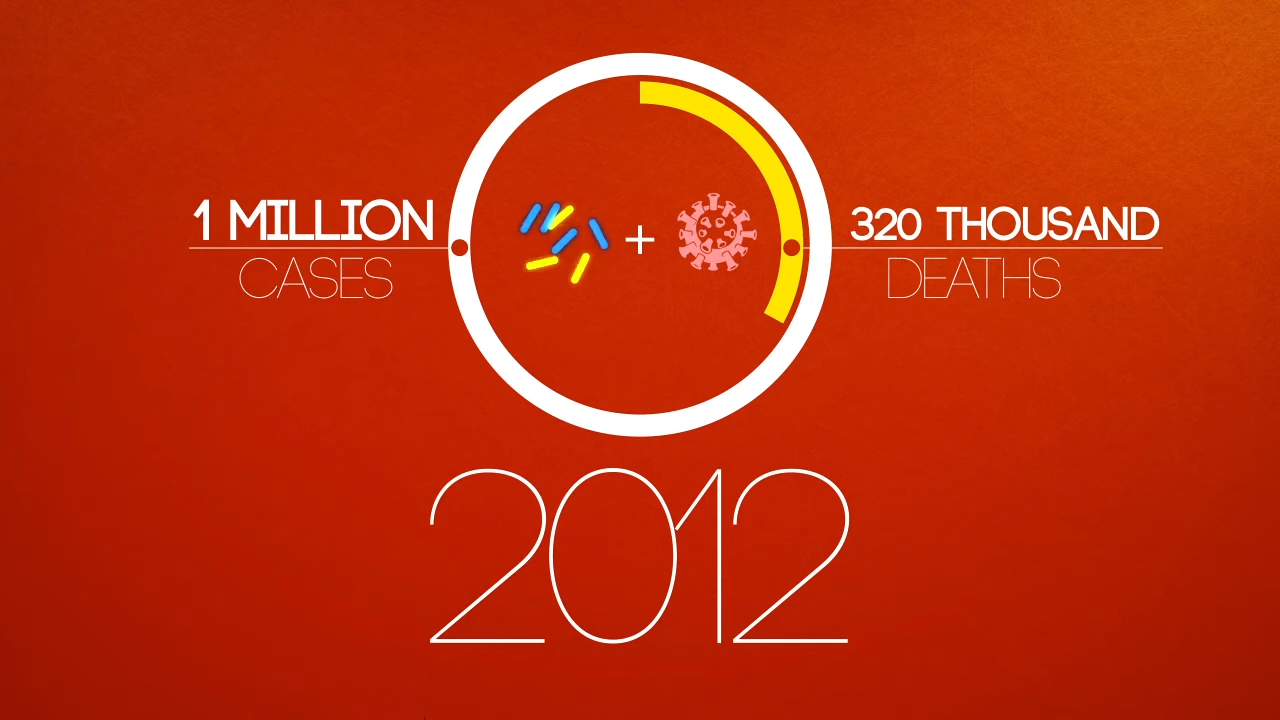 1 MILLION
CASES
+
320 THOUSAND
DEATHS
2012